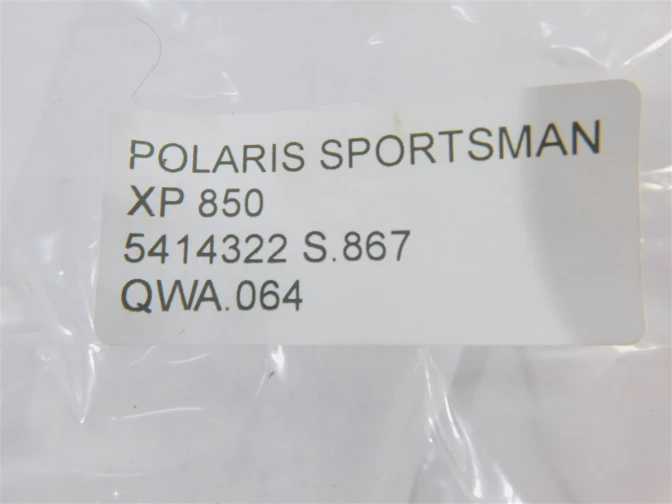 POLARIS SPORTSMAN
XP 850
5414322 S.867
QWA.064